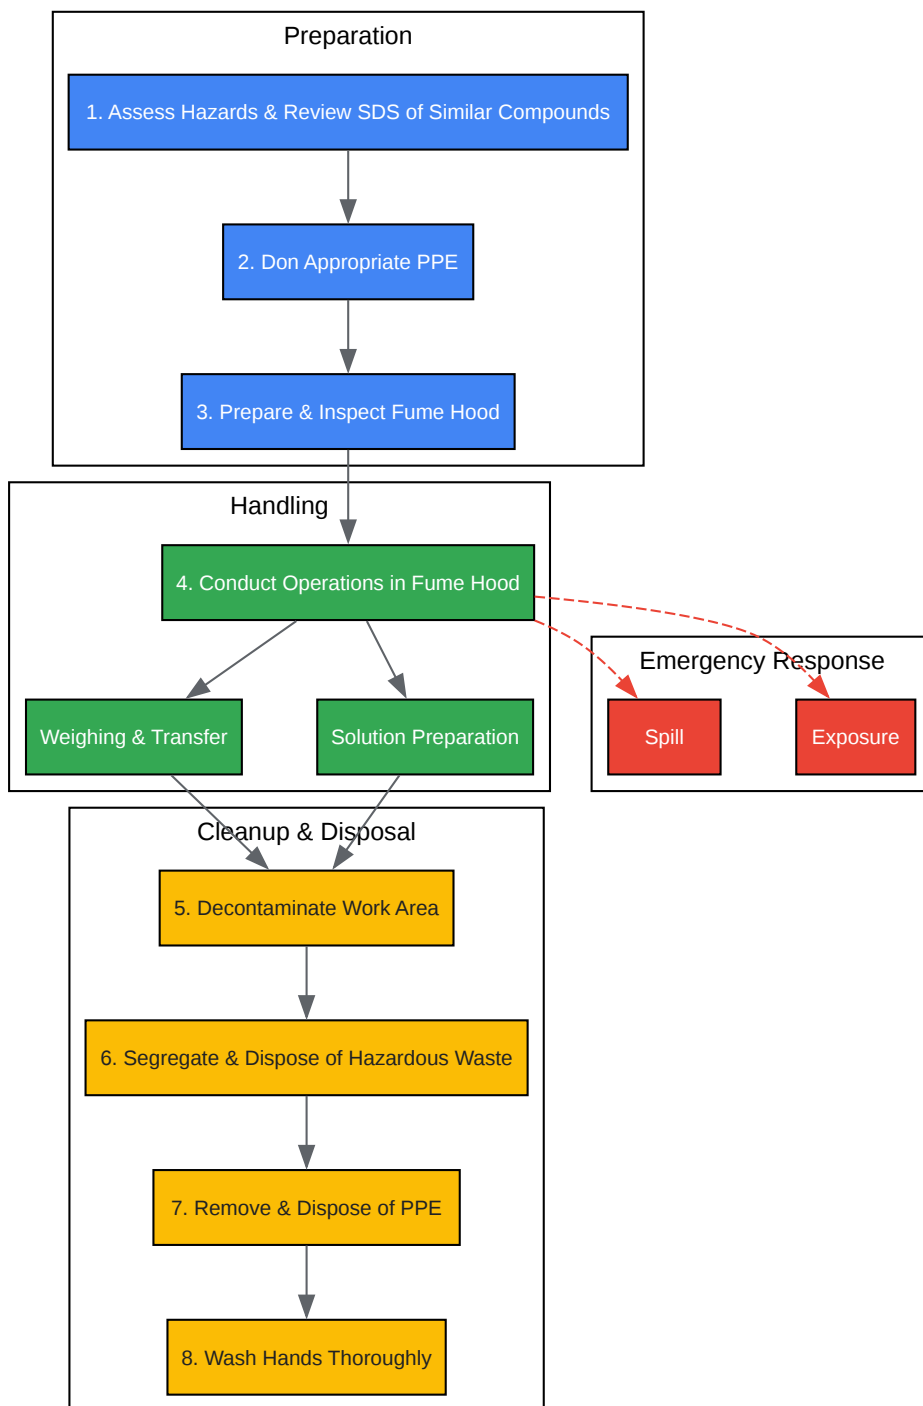 Preparation
1. Assess Hazards & Review SDS of Similar Compounds
2. Don Appropriate PPE
3. Prepare & Inspect Fume Hood
Handling
4. Conduct Operations in Fume Hood
Emergency Response
Weighing & Transfer
Solution Preparation
Spill
Exposure
Cleanup & Disposal
5. Decontaminate Work Area
6. Segregate & Dispose of Hazardous Waste
7. Remove & Dispose of PPE
8. Wash Hands Thoroughly